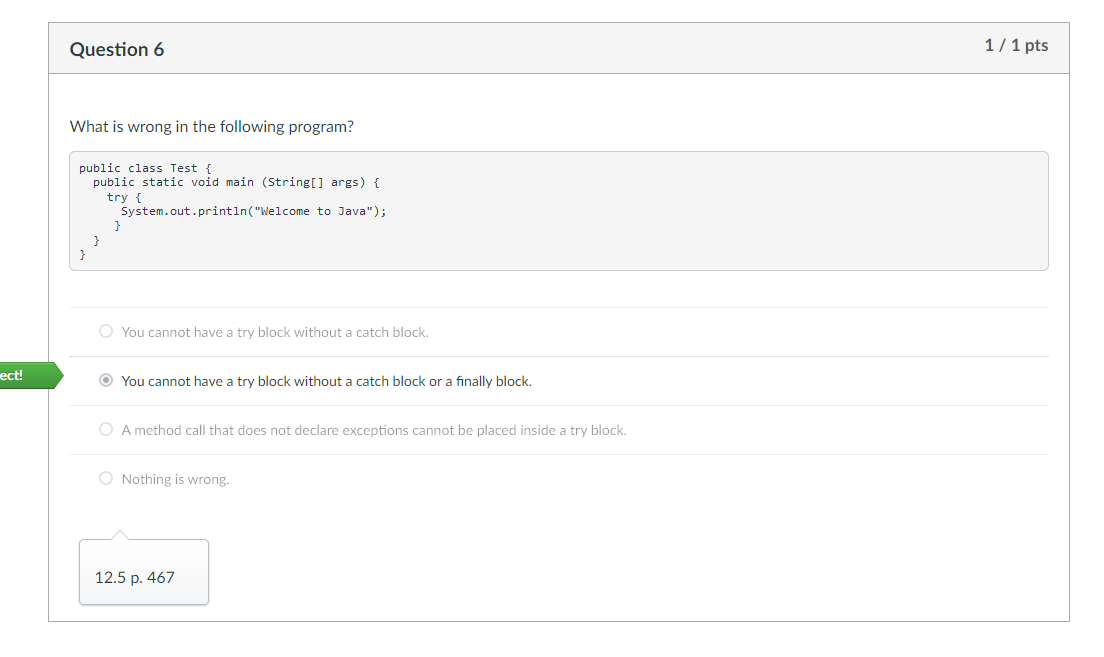 Question 6
1 / 1 pts
What is wrong in the following program?
public class Test {
  public static void main (String[] args) {
    try {
      System.out.println("Welcome to Java");
     }
  }
}
You cannot have a try block without a catch block.
ect!
You cannot have a try block without a catch block or a finally block.
A method call that does not declare exceptions cannot be placed inside a try block.
Nothing is wrong.
12.5 p. 467